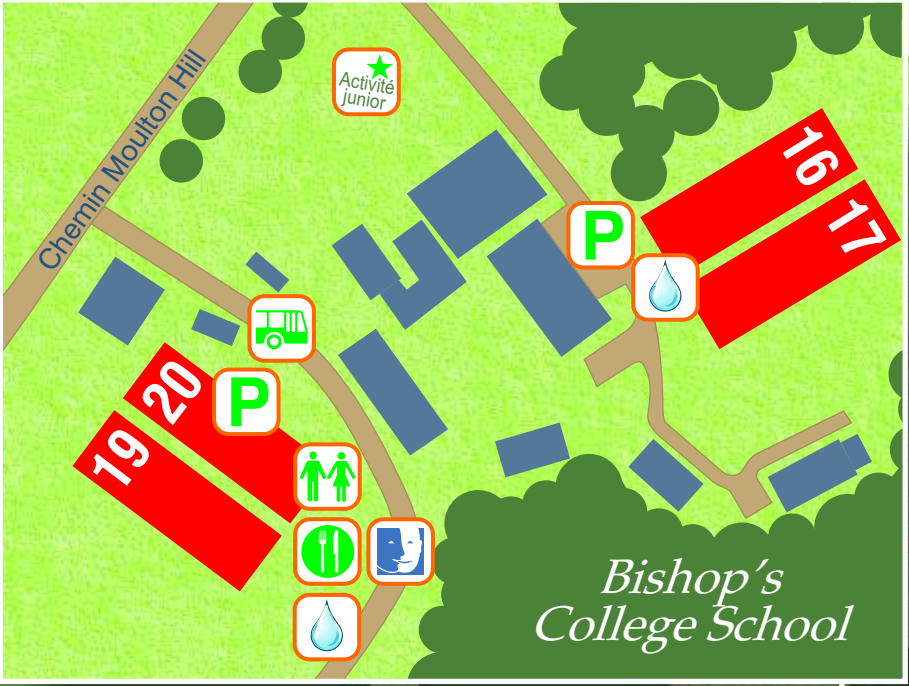 Activité
junior
Chemin Moulton Hill
16
17
P
20
P
19
Bishop's
College School